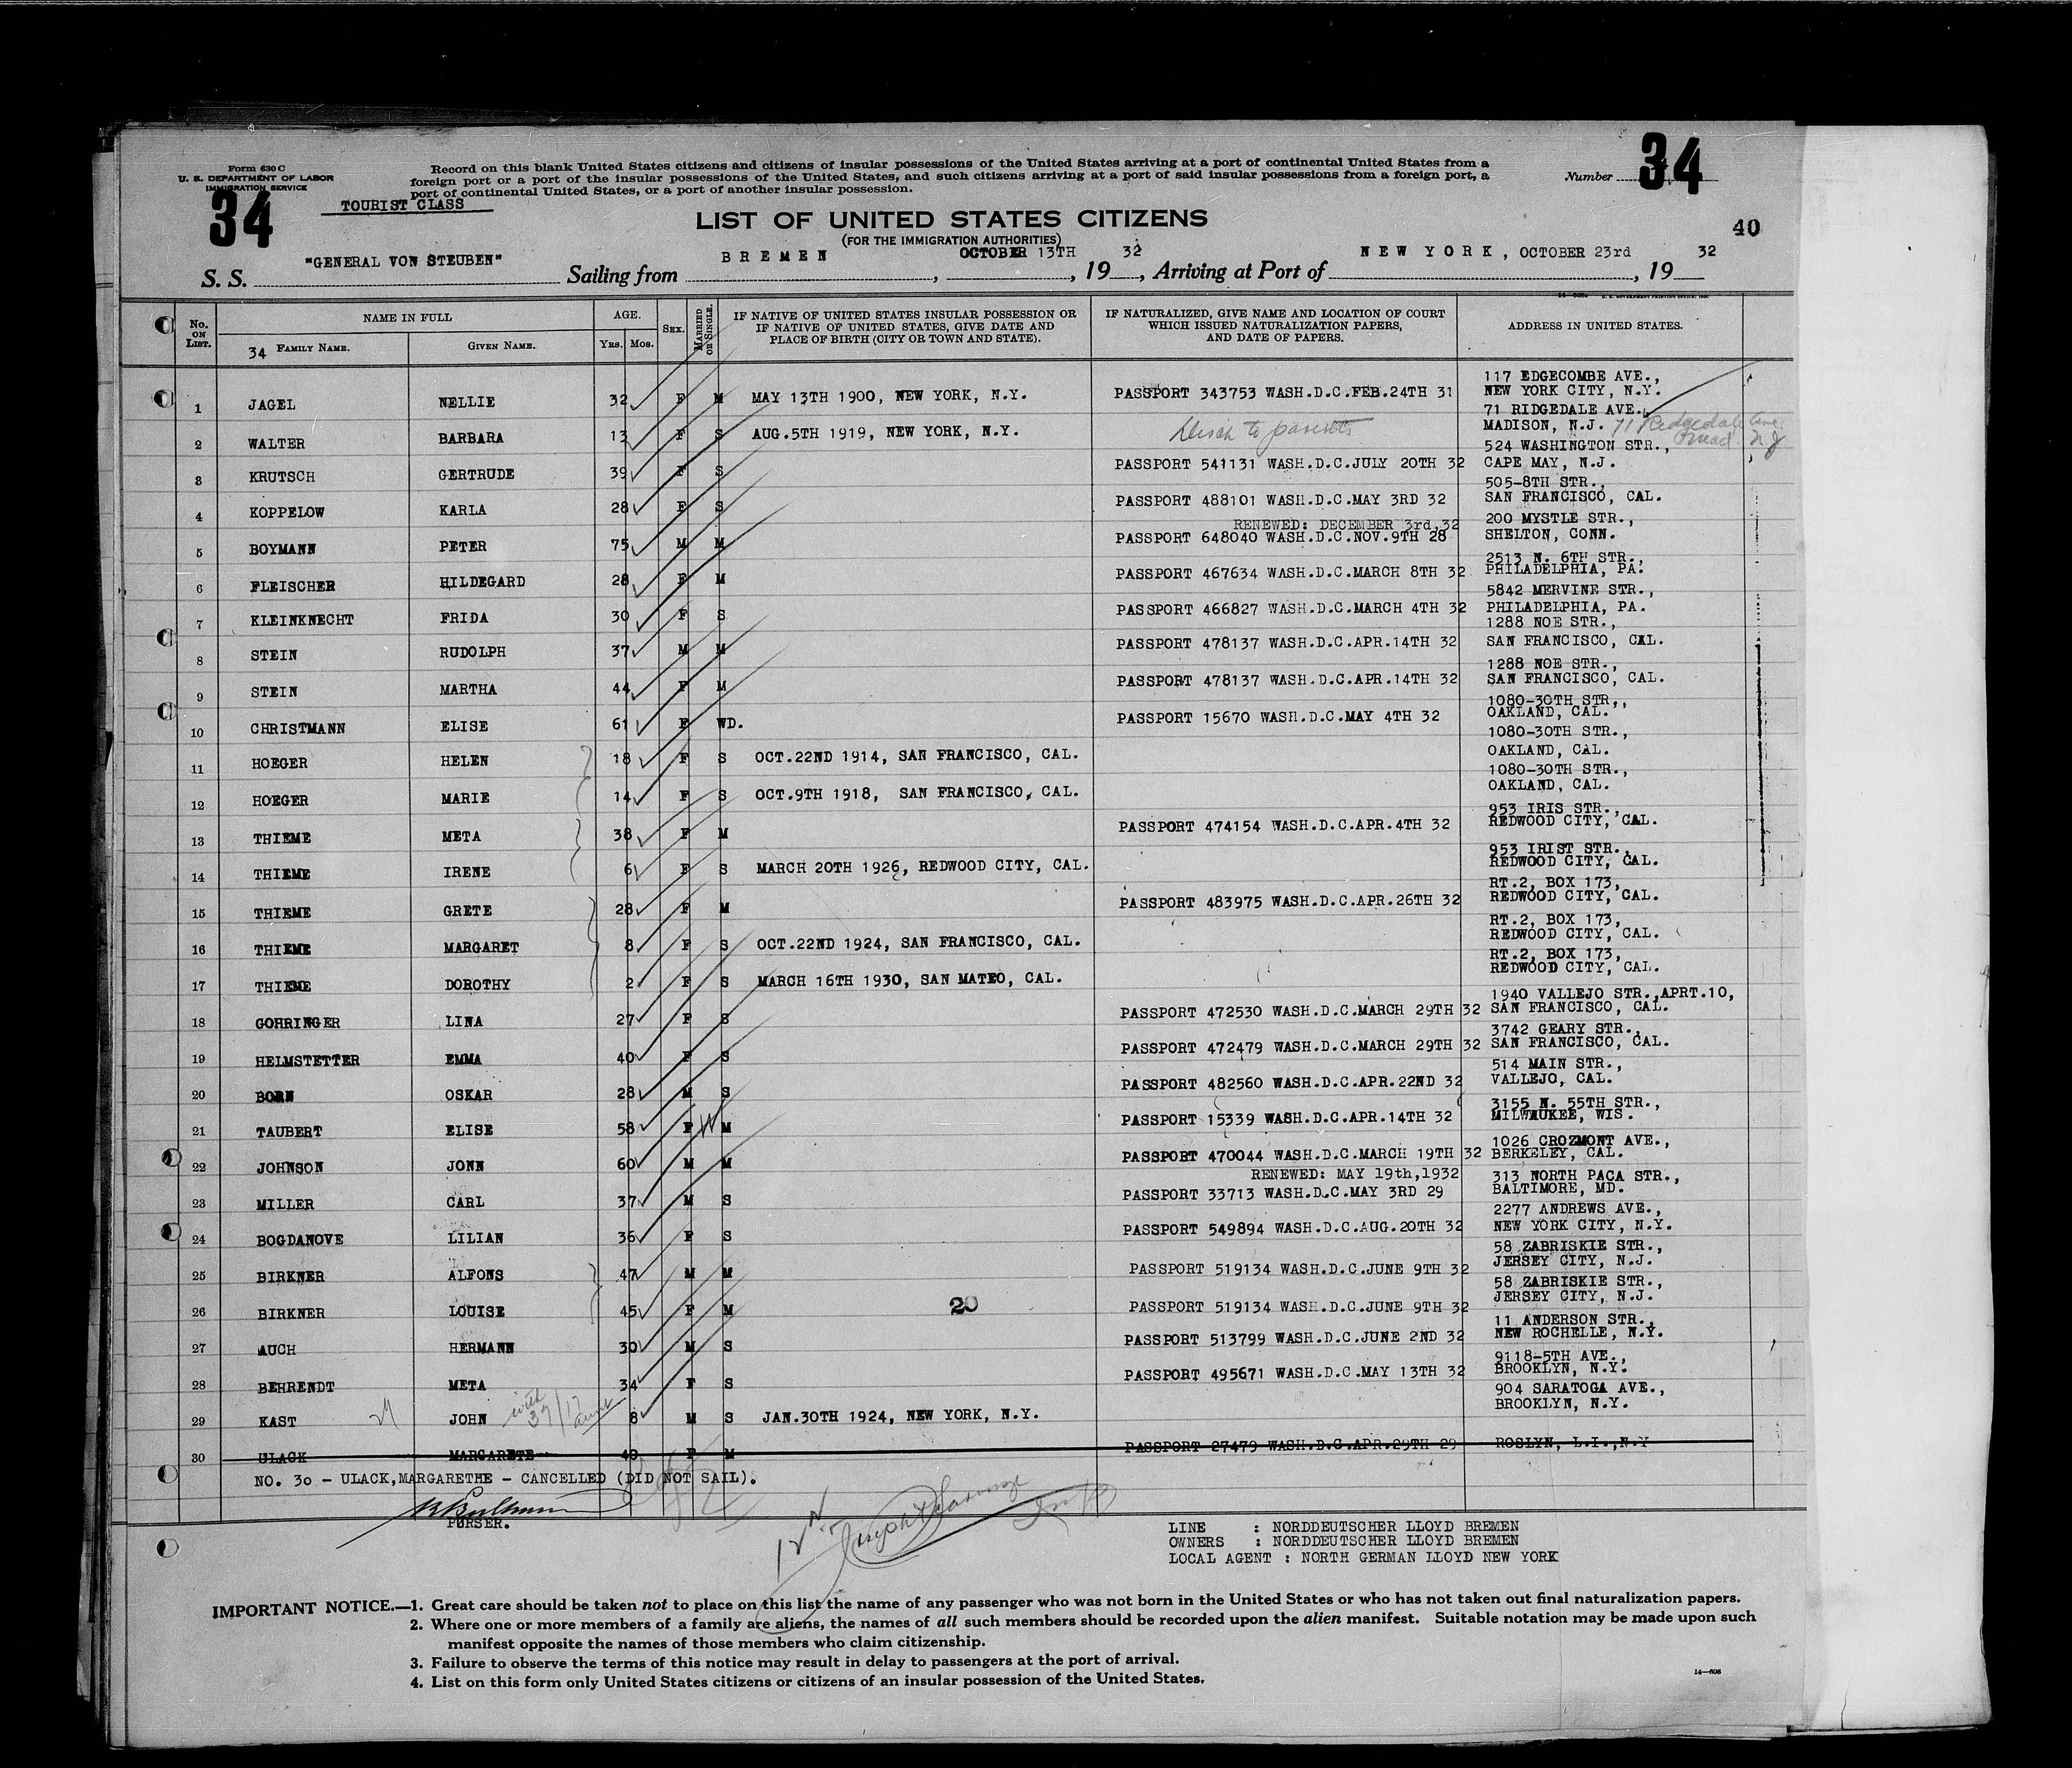 Form 630 C
U. S. DEPARTMENT OF LABOR
IMMIGRATION SERVICE
Record on this blank United States citizens and citizens of insular possessions of the United States arriving at a port of continental United States from a
foreign port or a port of the insular possessions of the United States, and such citizens arriving at a port of said insular possessions from a foreign port, a
port of continental United States, or a port of another insular possession.
Number 34
34
TOURIST CLASS
LIST OF UNITED STATES CITIZENS
(FOR THE IMMIGRATION AUTHORITIES)
40
S. S. "GENERAL VON STEUBEN" Sailing from BREMEN, OCTOBER 13TH, 1932, Arriving at Port of NEW YORK, OCTOBER 23rd, 1932
No. ON LIST. NAME IN FULL AGE. SEX. MARRIED OR SINGLE. IF NATIVE OF UNITED STATES INSULAR POSSESSION OR IF NATIVE OF UNITED STATES, GIVE DATE AND PLACE OF BIRTH (CITY OR TOWN AND STATE). IF NATURALIZED, GIVE NAME AND LOCATION OF COURT WHICH ISSUED NATURALIZATION PAPERS, AND DATE OF PAPERS. ADDRESS IN UNITED STATES.
34 FAMILY NAME. GIVEN NAME. YRS. MOS.
1 JAGEL NELLIE 32 F M MAY 13TH 1900, NEW YORK, N.Y. PASSPORT 343753 WASH.D.C.FEB.24TH 31 117 EDGECOMBE AVE., NEW YORK CITY, N.Y.
2 WALTER BARBARA 13 F S AUG.5TH 1919, NEW YORK, N.Y. Disch to parents 71 RIDGEDALE AVE., MADISON, N.J. 71 Ridgedale Ave. Mad. N J
3 KRUTSCH GERTRUDE 39 F S PASSPORT 541131 WASH.D.C.JULY 20TH 32 524 WASHINGTON STR., CAPE MAY, N.J.
4 KOPPELOW KARLA 28 F S PASSPORT 488101 WASH.D.C.MAY 3RD 32 505-8TH STR., SAN FRANCISCO, CAL.
5 BOYMANN PETER 75 M M RENEWED: DECEMBER 3rd,32 PASSPORT 648040 WASH.D.C.NOV.9TH 28 200 MYSTLE STR., SHELTON, CONN.
6 FLEISCHER HILDEGARD 28 F M PASSPORT 467634 WASH.D.C.MARCH 8TH 32 2513 N. 6TH STR., PHILADELPHIA, PA.
7 KLEINKNECHT FRIDA 30 F S PASSPORT 466827 WASH.D.C.MARCH 4TH 32 5842 MERVINE STR., PHILADELPHIA, PA.
8 STEIN RUDOLPH 37 M M PASSPORT 478137 WASH.D.C.APR.14TH 32 1288 NOE STR., SAN FRANCISCO, CAL.
9 STEIN MARTHA 44 F M PASSPORT 478137 WASH.D.C.APR.14TH 32 1288 NOE STR., SAN FRANCISCO, CAL.
10 CHRISTMANN ELISE 61 F WD. PASSPORT 15670 WASH.D.C.MAY 4TH 32 1080-30TH STR,, OAKLAND, CAL.
11 HOEGER HELEN 18 F S OCT.22ND 1914, SAN FRANCISCO, CAL. 1080-30TH STR., OAKLAND, CAL.
12 HOEGER MARIE 14 F S OCT.9TH 1918, SAN FRANCISCO, CAL. 1080-30TH STR., OAKLAND, CAL.
13 THIEME META 38 F M PASSPORT 474154 WASH.D.C.APR.4TH 32 953 IRIS STR., REDWOOD CITY, CAL.
14 THIEME IRENE 6 F S MARCH 20TH 1926, REDWOOD CITY, CAL. 953 IRIST STR., REDWOOD CITY, CAL.
15 THIEME GRETE 28 F M PASSPORT 483975 WASH.D.C.APR.26TH 32 RT.2, BOX 173, REDWOOD CITY, CAL.
16 THIEME MARGARET 8 F S OCT.22ND 1924, SAN FRANCISCO, CAL. RT.2, BOX 173, REDWOOD CITY, CAL.
17 THIEME DOROTHY 2 F S MARCH 16TH 1930, SAN MATEO, CAL. RT.2, BOX 173, REDWOOD CITY, CAL.
18 GOHRINGER LINA 27 F S PASSPORT 472530 WASH.D.C.MARCH 29TH 32 1940 VALLEJO STR.,APRT.10, SAN FRANCISCO, CAL.
19 HELMSTETTER EMMA 40 F S PASSPORT 472479 WASH.D.C.MARCH 29TH 32 3742 GEARY STR., SAN FRANCISCO, CAL.
20 BORN OSKAR 28 M S PASSPORT 482560 WASH.D.C.APR.22ND 32 514 MAIN STR., VALLEJO, CAL.
21 TAUBERT ELISE 58 F W M PASSPORT 15339 WASH.D.C.APR.14TH 32 3155 N. 55TH STR., MILWAUKEE, WIS.
22 JOHNSON JONN 60 M M PASSPORT 470044 WASH.D.C.MARCH 19TH 32 1026 CROZMONT AVE., BERKELEY, CAL.
23 MILLER CARL 37 M S RENEWED: MAY 19th,1932 PASSPORT 33713 WASH.D.C.MAY 3RD 29 313 NORTH PACA STR., BALTIMORE, MD.
24 BOGDANOVE LILIAN 36 F S PASSPORT 549894 WASH.D.C.AUG.20TH 32 2277 ANDREWS AVE., NEW YORK CITY, N.Y.
25 BIRKNER ALFONS 47 M M PASSPORT 519134 WASH.D.C.JUNE 9TH 32 58 ZABRISKIE STR., JERSEY CITY, N.J.
26 BIRKNER LOUISE 45 F M 20 PASSPORT 519134 WASH.D.C.JUNE 9TH 32 58 ZABRISKIE STR., JERSEY CITY, N.J.
27 AUCH HERMANN 30 M S PASSPORT 513799 WASH.D.C.JUNE 2ND 32 11 ANDERSON STR., NEW ROCHELLE, N.Y.
28 BEHRENDT META 34 F S PASSPORT 495671 WASH.D.C.MAY 13TH 32 9118-5TH AVE., BROOKLYN, N.Y.
29 KAST JOHN with 37/17 aunt 8 M S JAN.30TH 1924, NEW YORK, N.Y. 904 SARATOGA AVE., BROOKLYN, N.Y.
30 ULACK MARGARETE 40 F M PASSPORT 27479 WASH.D.C.APR.29TH 29 ROSLYN, L.I.,N.Y
NO. 3o - ULACK,MARGARETHE - CANCELLED (DID NOT SAIL).
PURSER.
LINE : NORDDEUTSCHER LLOYD BREMEN
OWNERS : NORDDEUTSCHER LLOYD BREMEN
LOCAL AGENT : NORTH GERMAN LLOYD NEW YORK
IMPORTANT NOTICE.—1. Great care should be taken not to place on this list the name of any passenger who was not born in the United States or who has not taken out final naturalization papers.
2. Where one or more members of a family are aliens, the names of all such members should be recorded upon the alien manifest. Suitable notation may be made upon such
manifest opposite the names of those members who claim citizenship.
3. Failure to observe the terms of this notice may result in delay to passengers at the port of arrival.
4. List on this form only United States citizens or citizens of an insular possession of the United States.
14—606